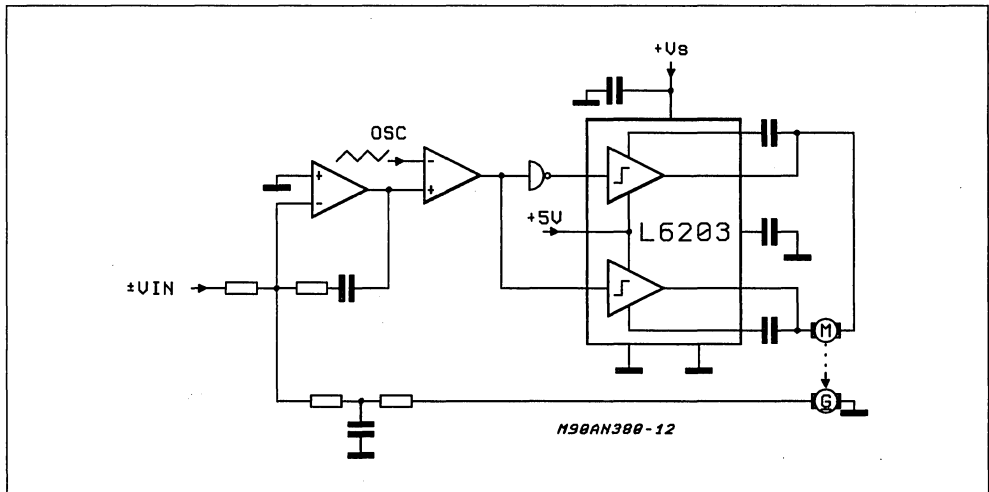 +Vs
OSC
+
-
-
+
+5V
L6203
±VIN
M
G
M90AN380-12